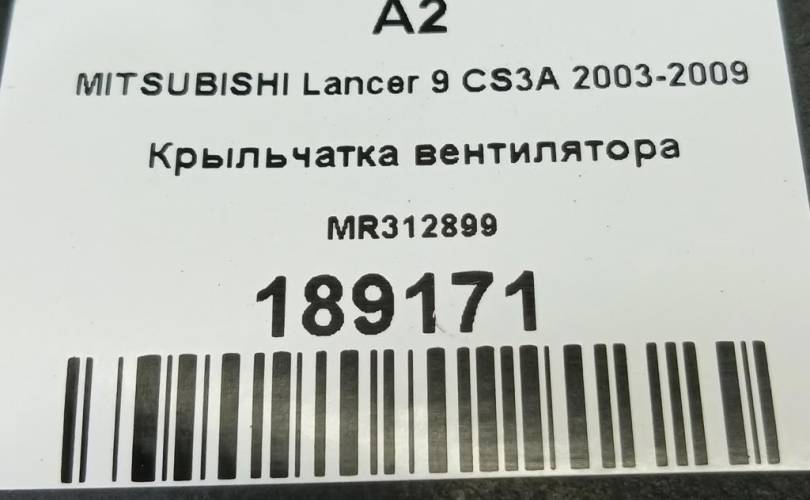 A2
MITSUBISHI Lancer 9 CS3A 2003-2009
Крыльчатка вентилятора
MR312899
189171